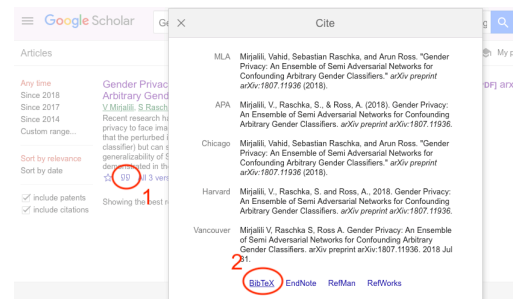 Google Scholar
Ge
Cite
Articles
My p
Any time
Since 2018
Since 2017
Since 2014
Custom range...
Sort by relevance
Sort by date
include patents
include citations
Gender Privac
Arbitrary Gend
V Mirjalili, S Rasch
Recent research ha
privacy to face imag
that the perturbed i
classifier) but can s
generalizability of S
demonstrated in th
All 3 vers
1
Showing the best r
MLA
Mirjalili, Vahid, Sebastian Raschka, and Arun Ross. "Gender
Privacy: An Ensemble of Semi Adversarial Networks for
Confounding Arbitrary Gender Classifiers." arXiv preprint
arXiv:1807.11936 (2018).
APA
Mirjalili, V., Raschka, S., & Ross, A. (2018). Gender Privacy:
An Ensemble of Semi Adversarial Networks for Confounding
Arbitrary Gender Classifiers. arXiv preprint arXiv:1807.11936.
Chicago
Mirjalili, Vahid, Sebastian Raschka, and Arun Ross. "Gender
Privacy: An Ensemble of Semi Adversarial Networks for
Confounding Arbitrary Gender Classifiers." arXiv preprint
arXiv:1807.11936 (2018).
Harvard
Mirjalili, V., Raschka, S. and Ross, A., 2018. Gender Privacy:
An Ensemble of Semi Adversarial Networks for Confounding
Arbitrary Gender Classifiers. arXiv preprint arXiv:1807.11936.
Vancouver
Mirjalili V, Raschka S, Ross A. Gender Privacy: An Ensemble
of Semi Adversarial Networks for Confounding Arbitrary
Gender Classifiers. arXiv preprint arXiv:1807.11936. 2018 Jul
31.
2
BibTeX EndNote RefMan RefWorks
PDF] arx